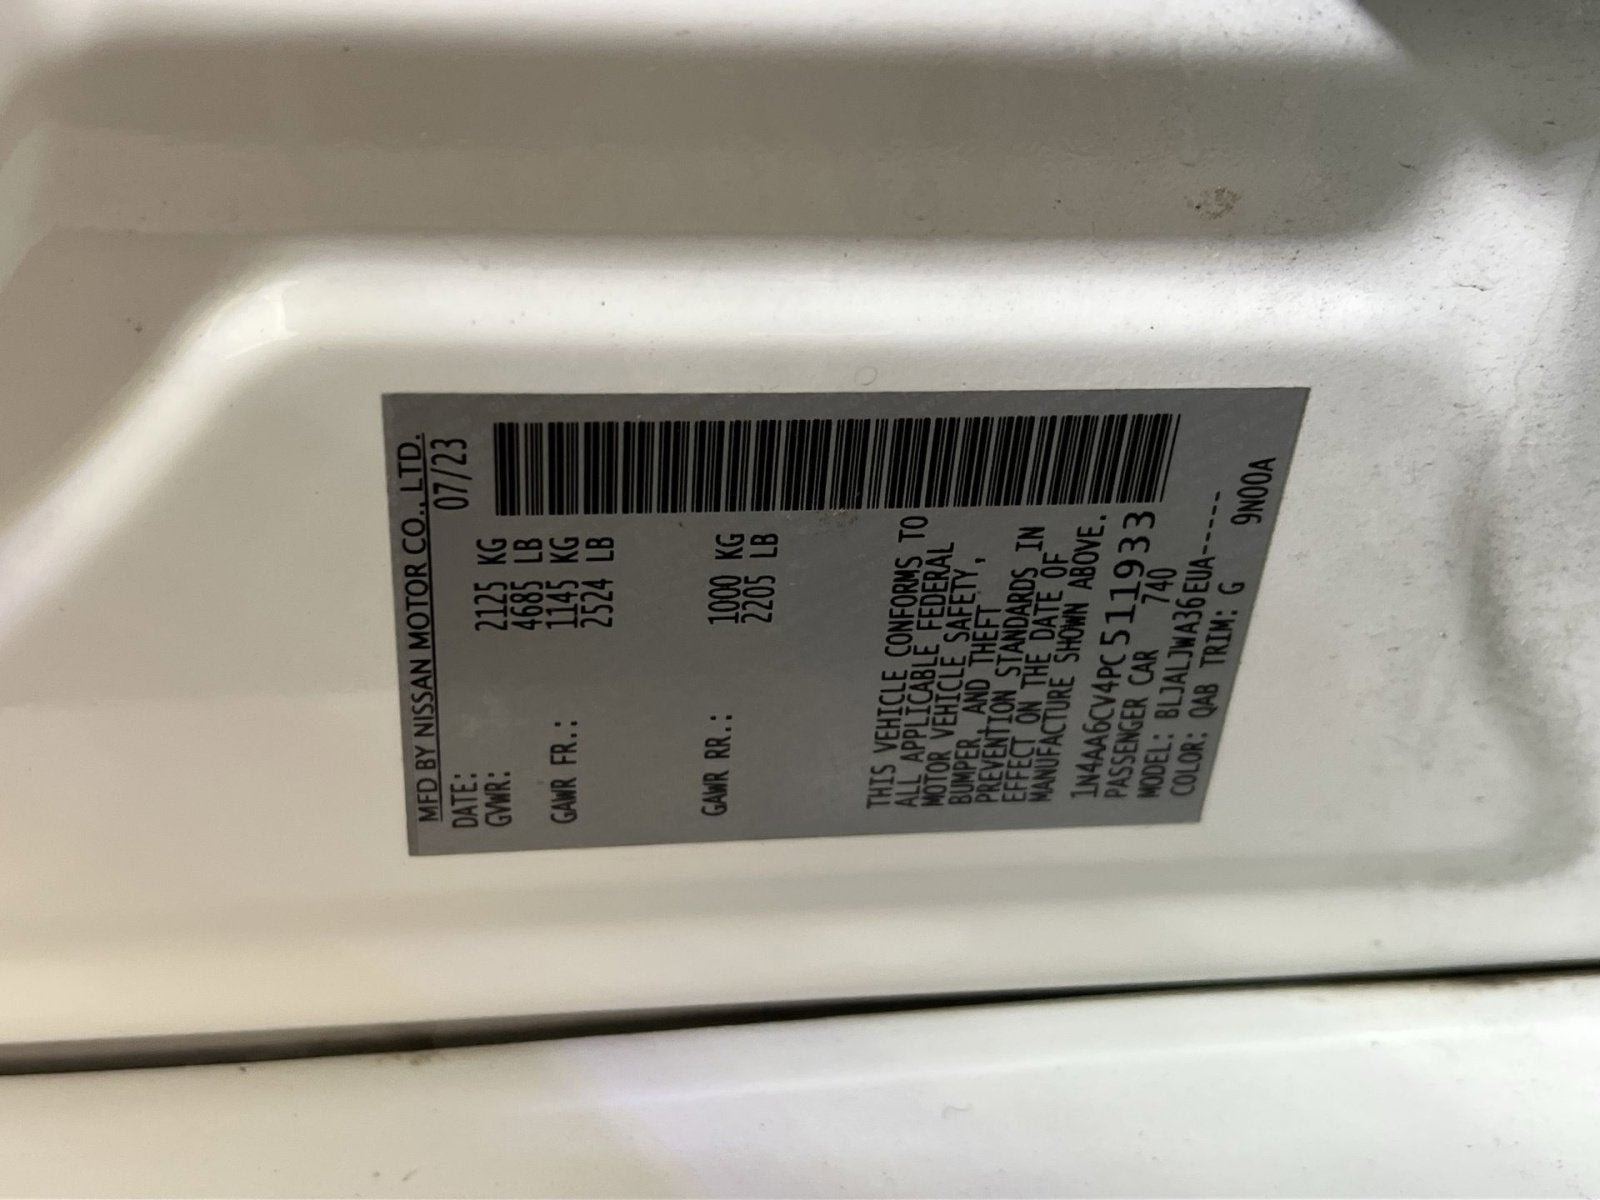 MFD BY NISSAN MOTOR CO., LTD.
DATE: 07/23
GVWR: 2125 KG
4685 LB
GAWR FR.: 1145 KG
2524 LB
GAWR RR.: 1000 KG
2205 LB
THIS VEHICLE CONFORMS TO
ALL APPLICABLE FEDERAL
MOTOR VEHICLE SAFETY,
BUMPER, AND THEFT
PREVENTION STANDARDS IN
EFFECT ON THE DATE OF
MANUFACTURE SHOWN ABOVE.
1N4AA6CV4PC511933
PASSENGER CAR 740
MODEL: BLJALJWA36EUA-----
COLOR: QAB TRIM: G 9N00A